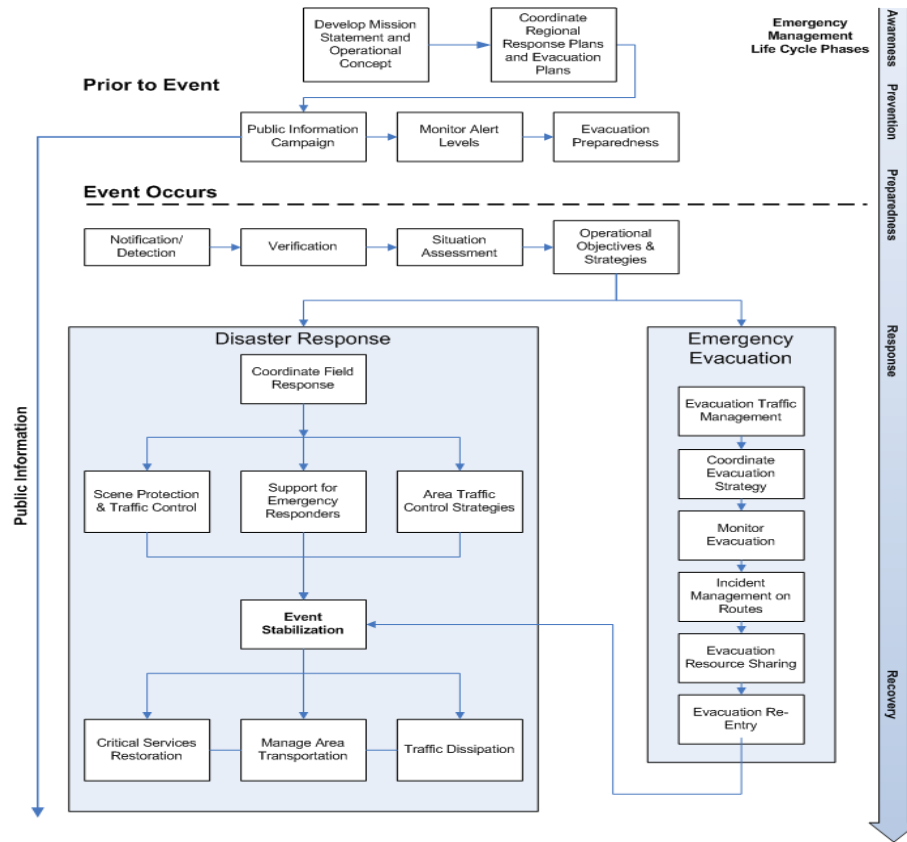 Develop Mission
Statement and
Operational
Concept
Coordinate
Regional
Response Plans
and Evacuation
Plans
Emergency
Management
Life Cycle Phases
Awareness
Prior to Event
Prevention
Public Information
Campaign
Monitor Alert
Levels
Evacuation
Preparedness
Preparedness
Event Occurs
Notification/
Detection
Verification
Situation
Assessment
Operational
Objectives &
Strategies
Response
Disaster Response
Coordinate Field
Response
Scene Protection
& Traffic Control
Support for
Emergency
Responders
Area Traffic
Control Strategies
Event
Stabilization
Critical Services
Restoration
Manage Area
Transportation
Traffic Dissipation
Emergency
Evacuation
Evacuation Traffic
Management
Coordinate
Evacuation
Strategy
Monitor
Evacuation
Incident
Management on
Routes
Evacuation
Resource Sharing
Evacuation Re-
Entry
Recovery
Public Information